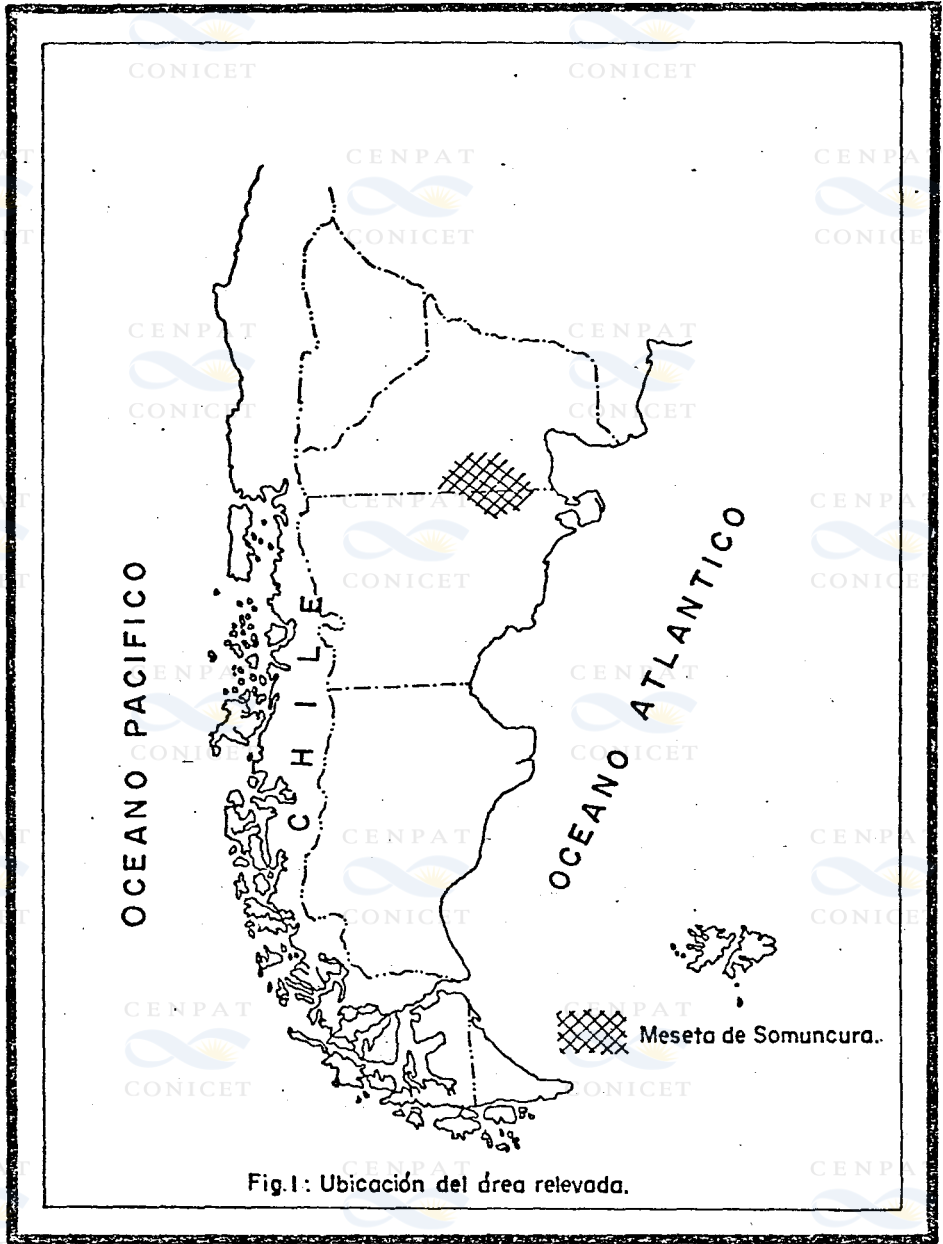 OCEANO PACIFICO
CHILE
OCEANO ATLANTICO
Meseta de Somuncura.
Fig.1: Ubicación del área relevada.
CENPAT
CONICET